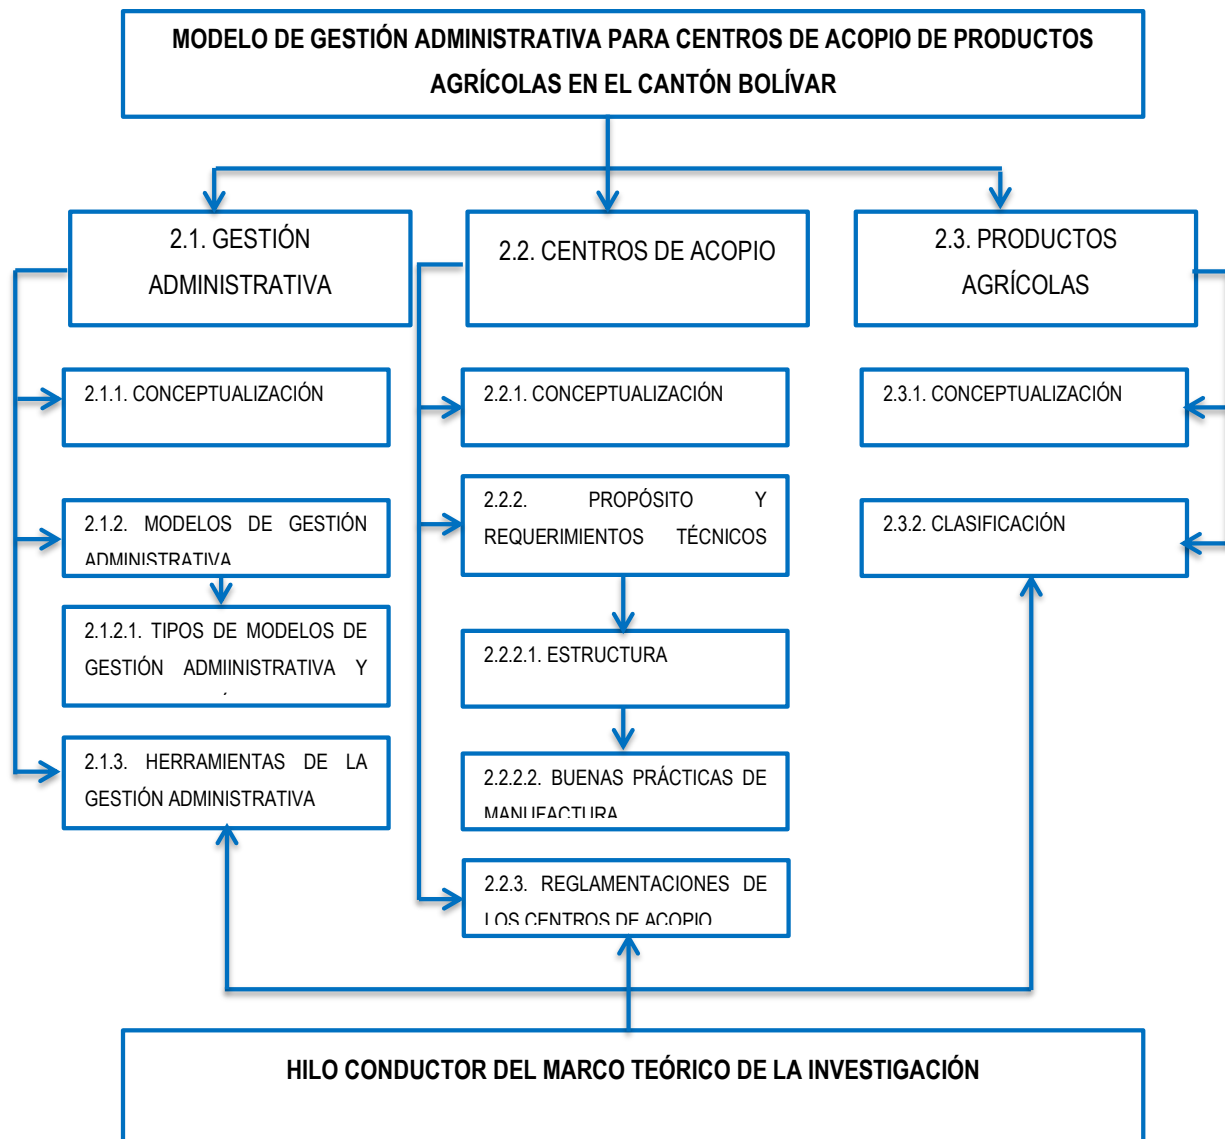 MODELO DE GESTIÓN ADMINISTRATIVA PARA CENTROS DE ACOPIO DE PRODUCTOS
AGRÍCOLAS EN EL CANTÓN BOLÍVAR
2.1. GESTIÓN
ADMINISTRATIVA
2.2. CENTROS DE ACOPIO
2.3. PRODUCTOS
AGRÍCOLAS
2.1.1. CONCEPTUALIZACIÓN
2.2.1. CONCEPTUALIZACIÓN
2.3.1. CONCEPTUALIZACIÓN
2.1.2. MODELOS DE GESTIÓN
ADMINISTRATIVA
2.2.2. PROPÓSITO Y
REQUERIMIENTOS TÉCNICOS
2.3.2. CLASIFICACIÓN
2.1.2.1. TIPOS DE MODELOS DE
GESTIÓN ADMIINISTRATIVA Y
2.2.2.1. ESTRUCTURA
2.1.3. HERRAMIENTAS DE LA
GESTIÓN ADMINISTRATIVA
2.2.2.2. BUENAS PRÁCTICAS DE
MANUFACTURA
2.2.3. REGLAMENTACIONES DE
LOS CENTROS DE ACOPIO
HILO CONDUCTOR DEL MARCO TEÓRICO DE LA INVESTIGACIÓN